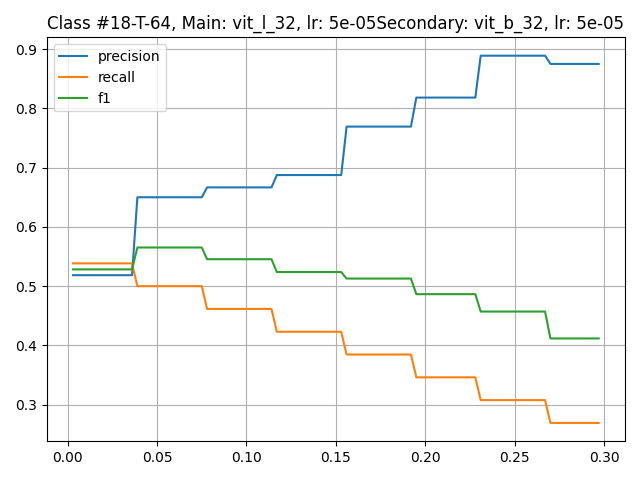 Class #18-T-64, Main: vit_l_32, lr: 5e-05Secondary: vit_b_32, lr: 5e-05
0.9
0.8
0.7
0.6
0.5
0.4
0.3
precision
recall
f1
0.00 0.05 0.10 0.15 0.20 0.25 0.30